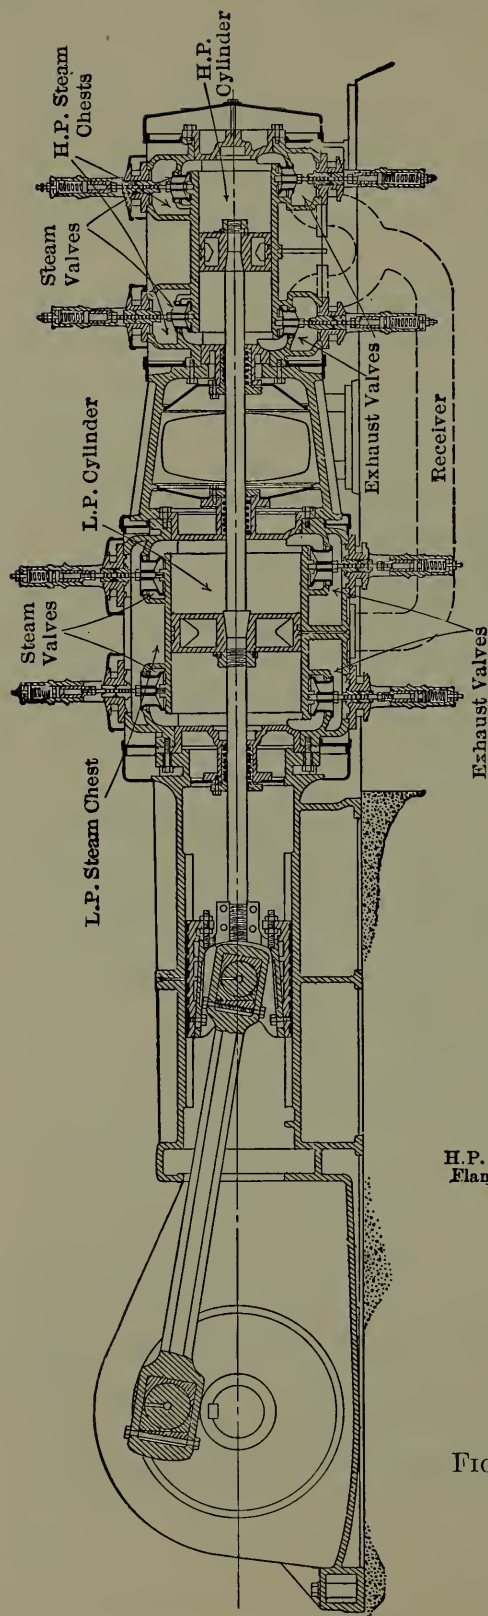 H.P. Steam
Chests
H.P.
Cylinder
Steam
Valves
Exhaust Valves
Receiver
L.P. Cylinder
Steam
Valves
Exhaust Valves
L.P. Steam Chest
H.P.
Flan
FIG